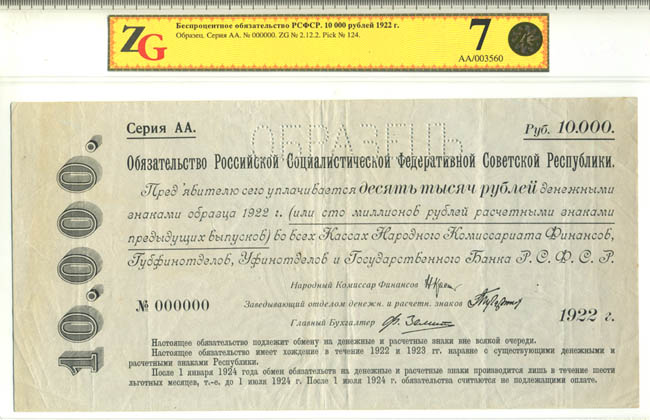 ZG
Беспроцентное обязательство РСФСР. 10 000 рублей 1922 г.
Образец. Серия АА. № 000000. ZG № 2.12.2. Pick № 124.
7
AA/003560
ОБРАЗЕЦЪ
Серия АА.
Руб. 10.000.
10.000.
Обязательство Российской Социалистической Федеративной Советской Республики.
Пред'явителю сего уплачивается десять тысяч рублей денежными
знаками образца 1922 г. (или сто миллионов рублей расчетными знаками
предыдущих выпусков) во всех Кассах Народного Комиссариата Финансов,
Губфинотделов, Уфинотделов и Государственного Банка Р. С. Ф. С. Р.
Народный Комиссар Финансов
№ 000000
Заведывающий отделом денежн. и расчетн. знаков
1922 г.
Главный Бухгалтер
Настоящее обязательство подлежит обмену на денежные и расчетные знаки вне всякой очереди.
Настоящее обязательство имеет хождение в течение 1922 и 1923 гг. наравне с существующими денежными и
расчетными знаками Республики.
После 1 января 1924 года обмен обязательств на денежные и расчетные знаки производится лишь в течение шести
льготных месяцев, т.-е. до 1 июля 1924 г. После 1 июля 1924 г. обязательства считаются не подлежащими оплате.